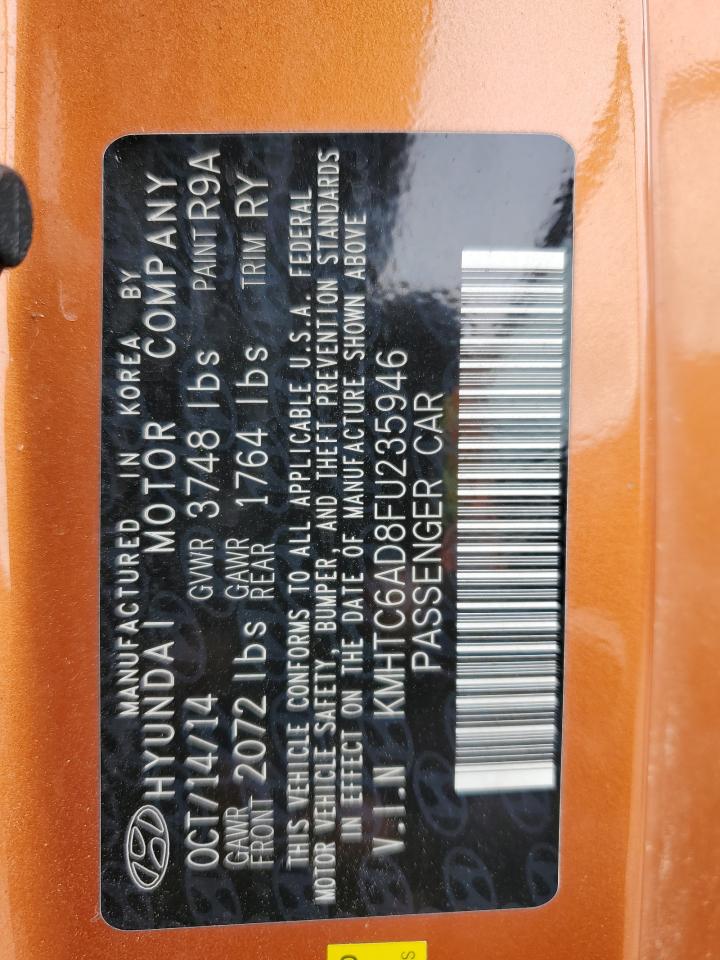 MANUFACTURED IN KOREA BY
HYUNDAI MOTOR COMPANY
OCT/14/14 GVWR 3748 lbs PAINT R9A
GAWR FRONT 2072 lbs GAWR REAR 1764 lbs TRIM RY
THIS VEHICLE CONFORMS TO ALL APPLICABLE U.S.A. FEDERAL
MOTOR VEHICLE SAFETY, BUMPER, AND THEFT PREVENTION STANDARDS
IN EFFECT ON THE DATE OF MANUFACTURE SHOWN ABOVE
V.I.N KMHTC6AD8FU235946
PASSENGER CAR